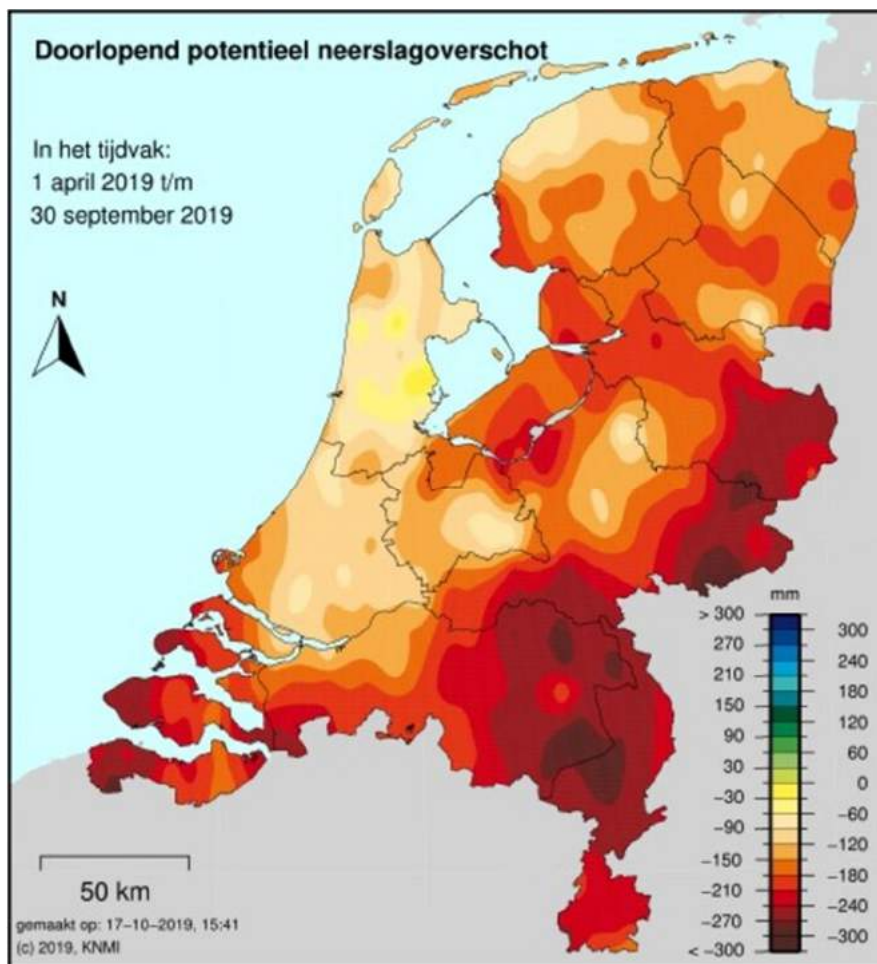 Doorlopend potentieel neerslagoverschot
In het tijdvak:
1 april 2019 t/m
30 september 2019
N
mm
> 300
300
270
240
210
180
150
120
90
60
30
0
−30
−60
−90
−120
−150
−180
−210
−240
−270
−300
< −300
50 km
gemaakt op: 17−10−2019, 15:41
(c) 2019, KNMI